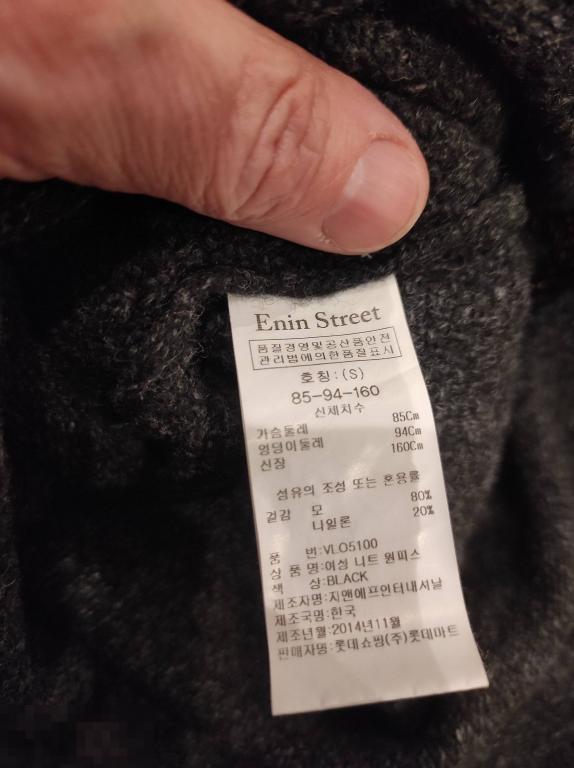 Enin Street
품질경영및공산품안전
관리법에의한품질표시
호칭:(S)
85-94-160
신체치수
가슴둘레 85Cm
엉덩이둘레 94Cm
신장 160Cm
섬유의 조성 또는 혼용률
겉감 모 80%
나일론 20%
품 번:VLO5100
상 품 명:여성 니트 원피스
색 상:BLACK
제조자명:지앤에프인터내셔날
제조국명:한국
제조년월:2014년11월
판매자명:롯데쇼핑(주)롯데마트